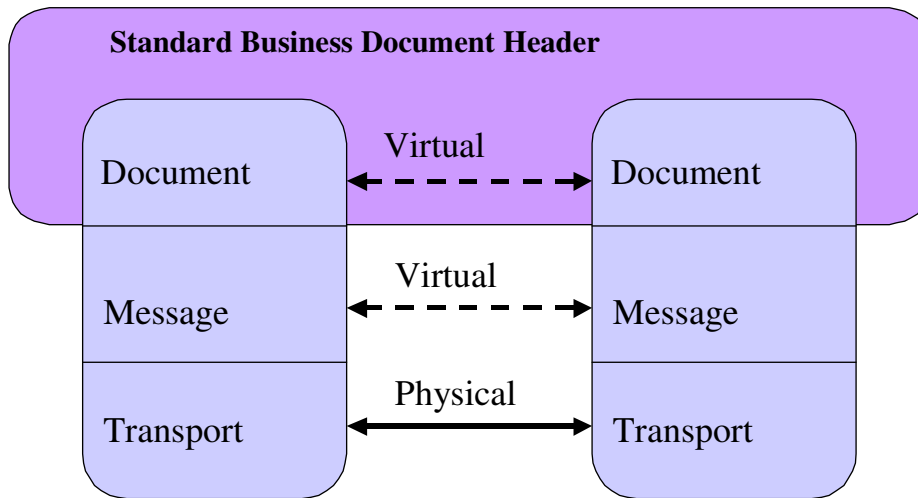 Standard Business Document Header
Virtual
Document
Document
Virtual
Message
Message
Physical
Transport
Transport